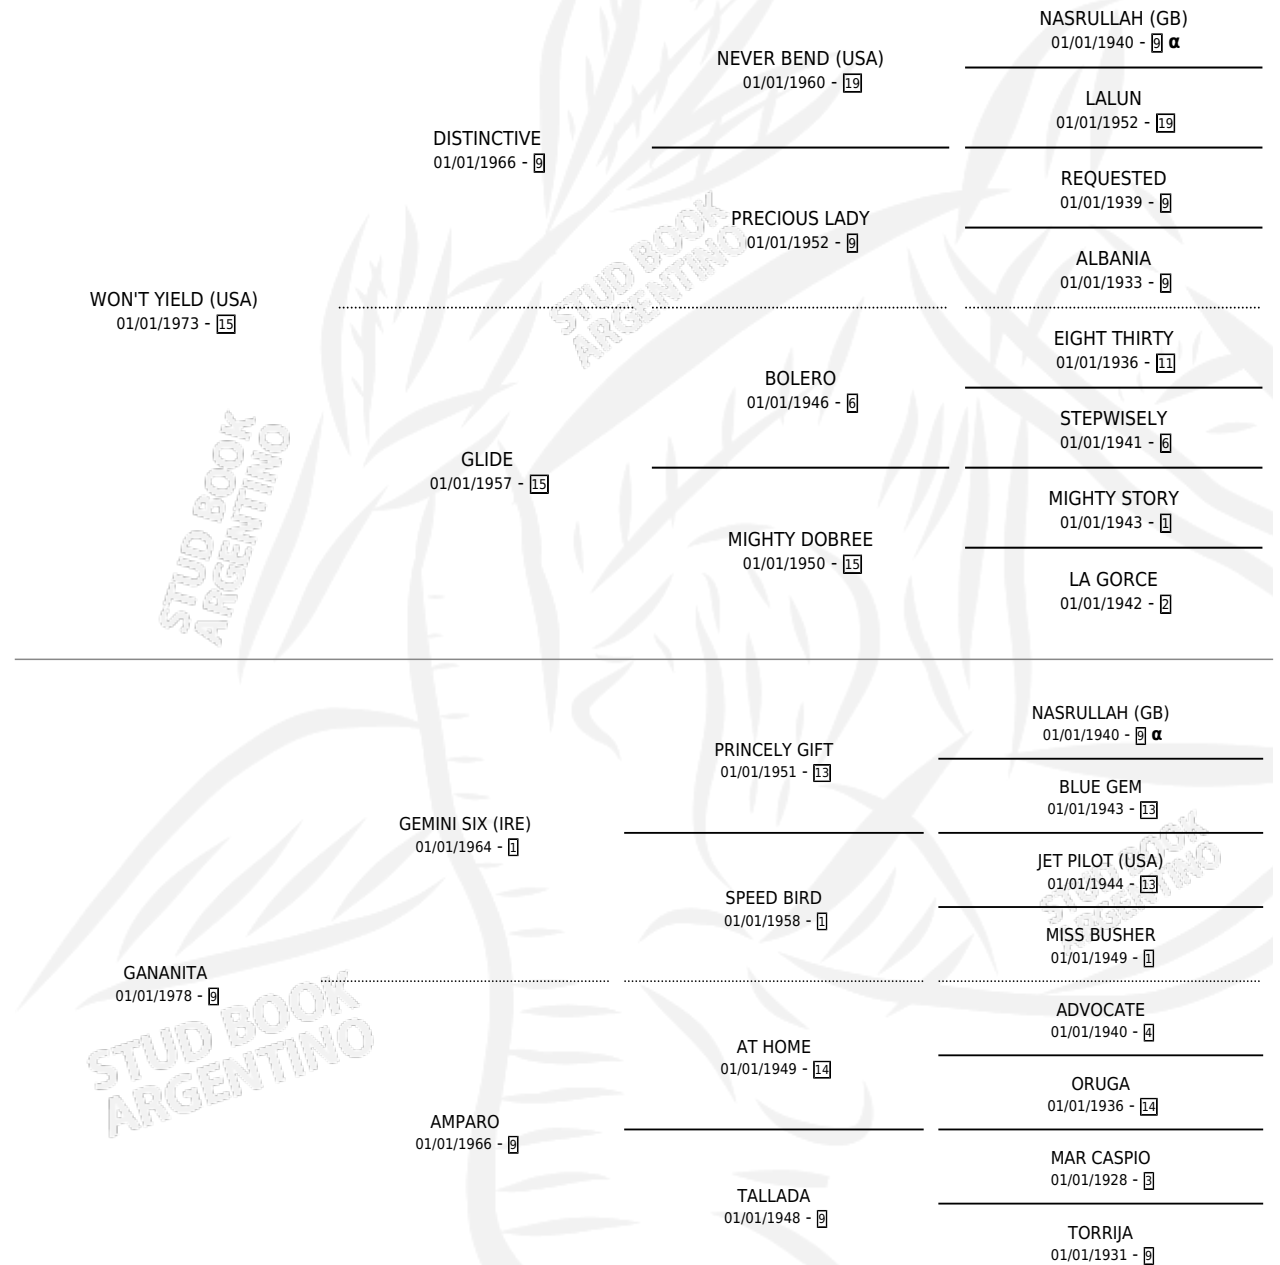 NASRULLAH (GB)
01/01/1940 - 9 α
NEVER BEND (USA)
01/01/1960 - 19
LALUN
01/01/1952 - 19
DISTINCTIVE
01/01/1966 - 9
REQUESTED
01/01/1939 - 9
PRECIOUS LADY
01/01/1952 - 9
ALBANIA
01/01/1933 - 9
WON'T YIELD (USA)
01/01/1973 - 15
EIGHT THIRTY
01/01/1936 - 11
BOLERO
01/01/1946 - 6
STEPWISELY
01/01/1941 - 6
GLIDE
01/01/1957 - 15
MIGHTY STORY
01/01/1943 - 1
MIGHTY DOBREE
01/01/1950 - 15
LA GORCE
01/01/1942 - 2
NASRULLAH (GB)
01/01/1940 - 9 α
PRINCELY GIFT
01/01/1951 - 13
BLUE GEM
01/01/1943 - 13
GEMINI SIX (IRE)
01/01/1964 - 1
JET PILOT (USA)
01/01/1944 - 13
SPEED BIRD
01/01/1958 - 1
MISS BUSHER
01/01/1949 - 1
GANANITA
01/01/1978 - 9
ADVOCATE
01/01/1940 - 4
AT HOME
01/01/1949 - 14
ORUGA
01/01/1936 - 14
AMPARO
01/01/1966 - 9
MAR CASPIO
01/01/1928 - 3
TALLADA
01/01/1948 - 9
TORRIJA
01/01/1931 - 9
STUD BOOK
ARGENTINO
STUD BOOK
ARGENTINO
STUD BOOK
ARGENTINO
STUD BOOK
ARGENTINO